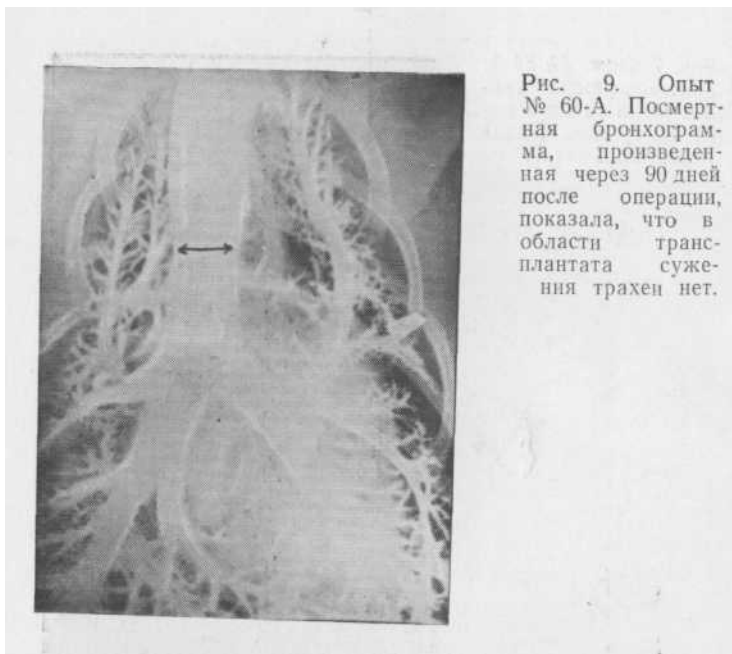 Рис. 9. Опыт
№ 60-А. Посмерт-
ная бронхограм-
ма, произведен-
ная через 90 дней
после операции,
показала, что в
области транс-
плантата суже-
ния трахеи нет.